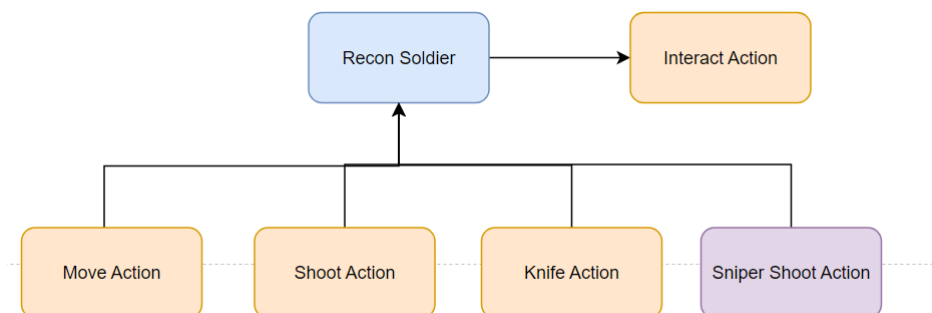 Recon Soldier
Interact Action
Move Action
Shoot Action
Knife Action
Sniper Shoot Action